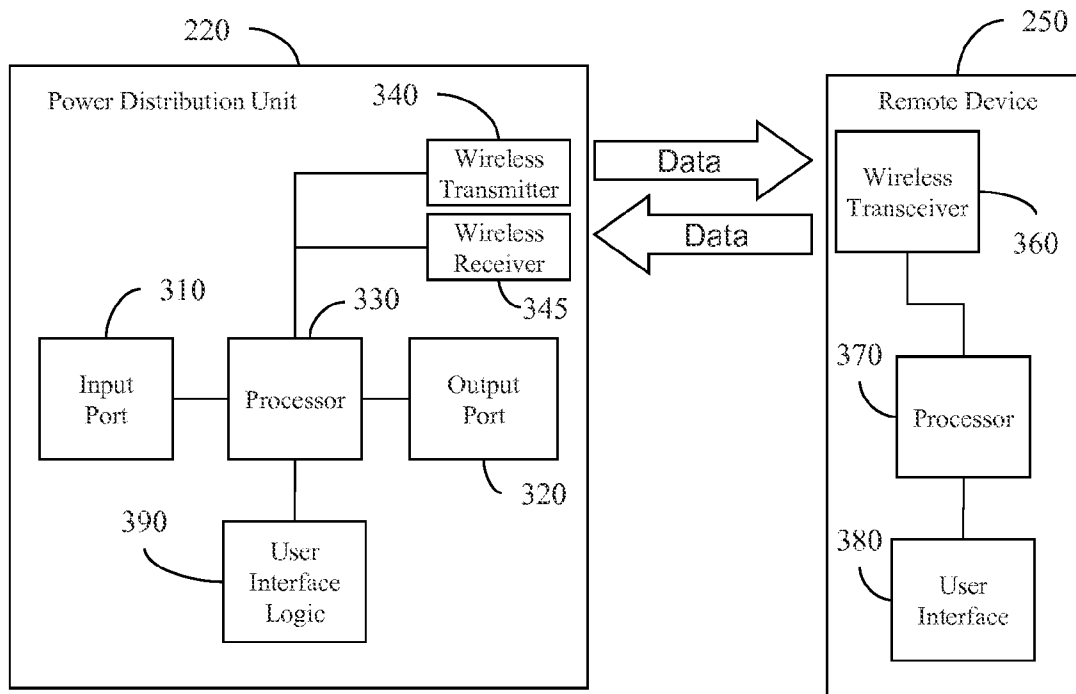 220
250
Power Distribution Unit
340
Remote Device
Wireless
Transmitter
Data
Wireless
Transceiver
Wireless
Receiver
Data
360
310
330
345
Input
Port
Processor
Output
Port
370
Processor
320
390
User
Interface
Logic
380
User
Interface